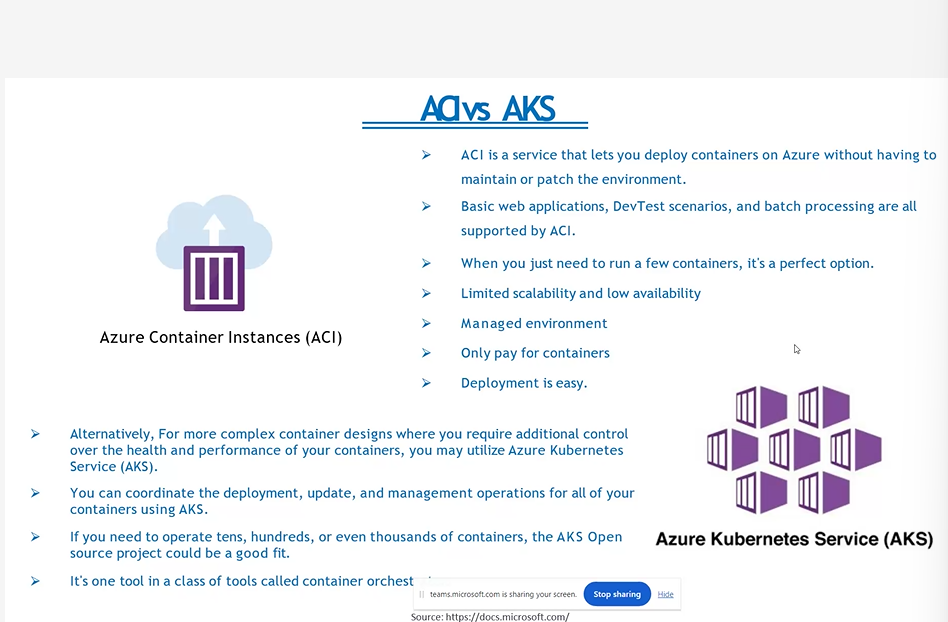 ACI vs AKS
ACI is a service that lets you deploy containers on Azure without having to
maintain or patch the environment.
Basic web applications, DevTest scenarios, and batch processing are all
supported by ACI.
When you just need to run a few containers, it's a perfect option.
Limited scalability and low availability
Managed environment
Only pay for containers
Deployment is easy.
Azure Container Instances (ACI)
Alternatively, For more complex container designs where you require additional control
over the health and performance of your containers, you may utilize Azure Kubernetes
Service (AKS).
You can coordinate the deployment, update, and management operations for all of your
containers using AKS.
If you need to operate tens, hundreds, or even thousands of containers, the AKS Open
source project could be a good fit.
It's one tool in a class of tools called container
Azure Kubernetes Service (AKS)
teams.microsoft.com is sharing your screen.
Stop sharing
Hide
Source: https://docs.microsoft.com/